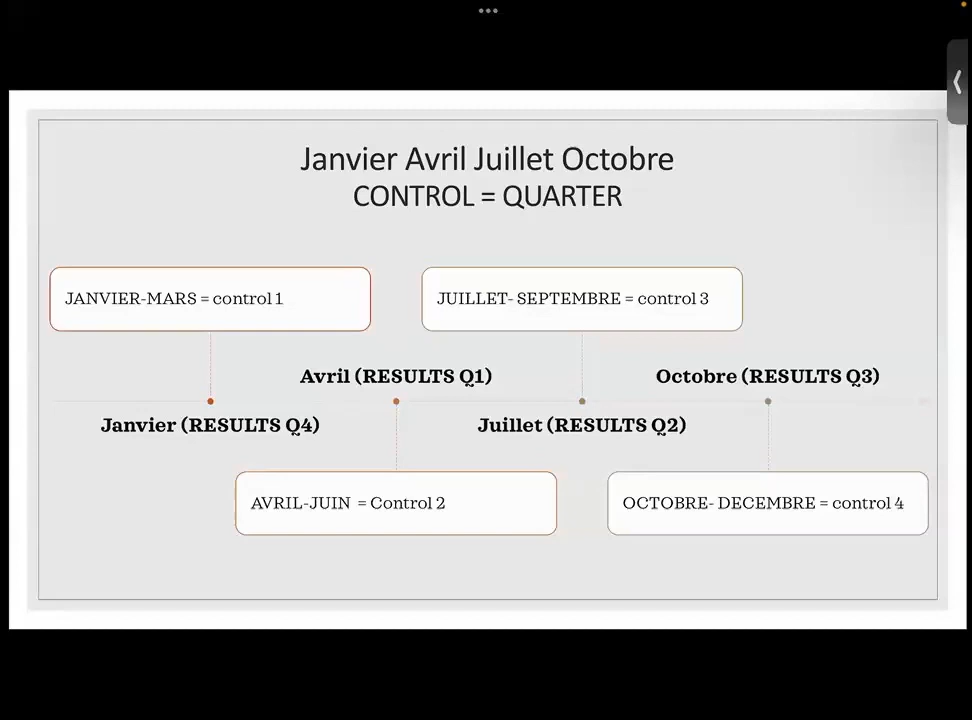 Janvier Avril Juillet Octobre
CONTROL = QUARTER
JANVIER-MARS = control 1
JUILLET- SEPTEMBRE = control 3
Avril (RESULTS Q1)
Octobre (RESULTS Q3)
Janvier (RESULTS Q4)
Juillet (RESULTS Q2)
AVRIL-JUIN = Control 2
OCTOBRE- DECEMBRE = control 4